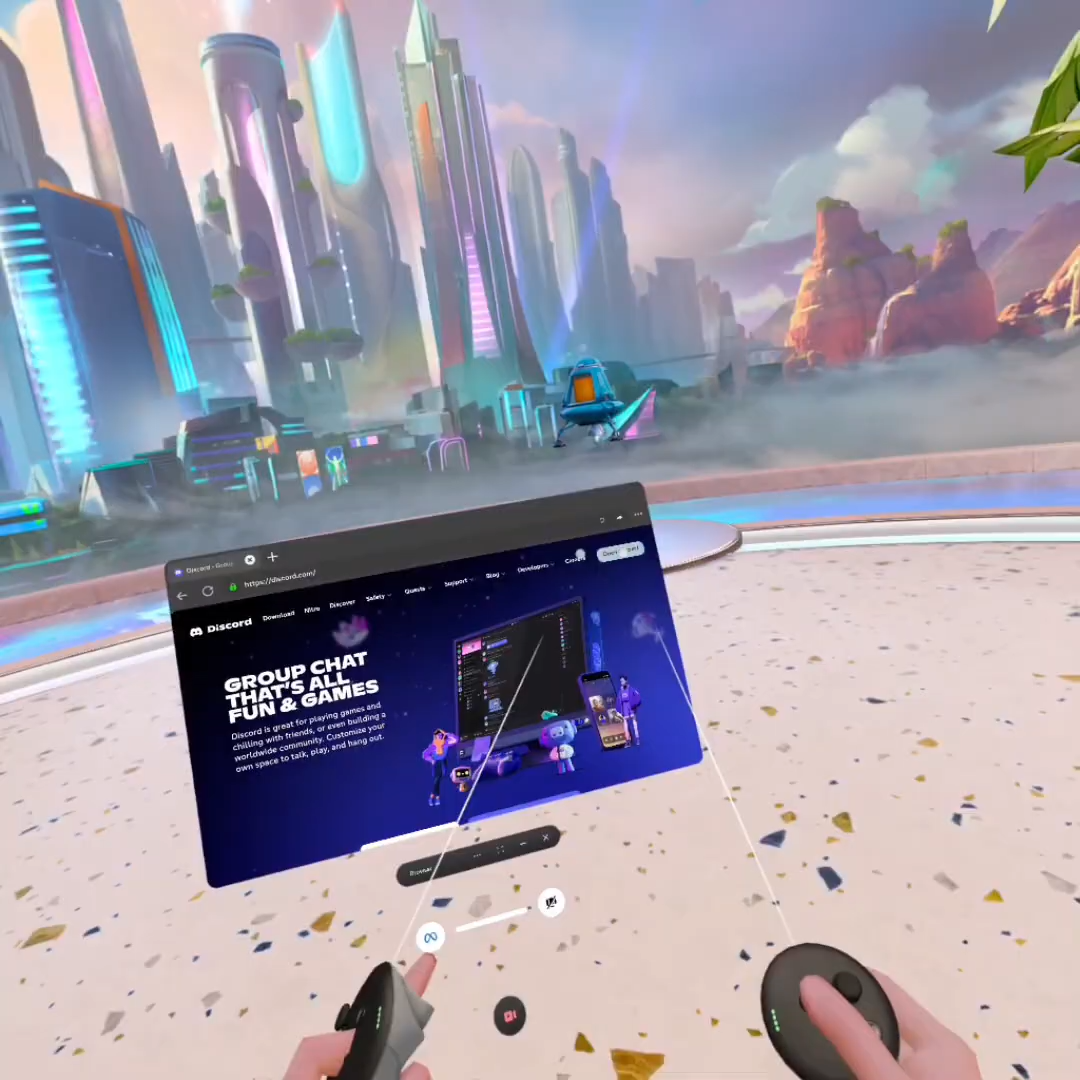 Discord -
https://discord.com/
Discord
Download
Nitro
Discover
Safety
Quests
Support
Blog
Developers
Careers
Open
GROUP CHAT
THAT'S ALL
FUN & GAMES
Discord is great for playing games and
chilling with friends, or even building a
worldwide community. Customize your
own space to talk, play, and hang out.
Browser